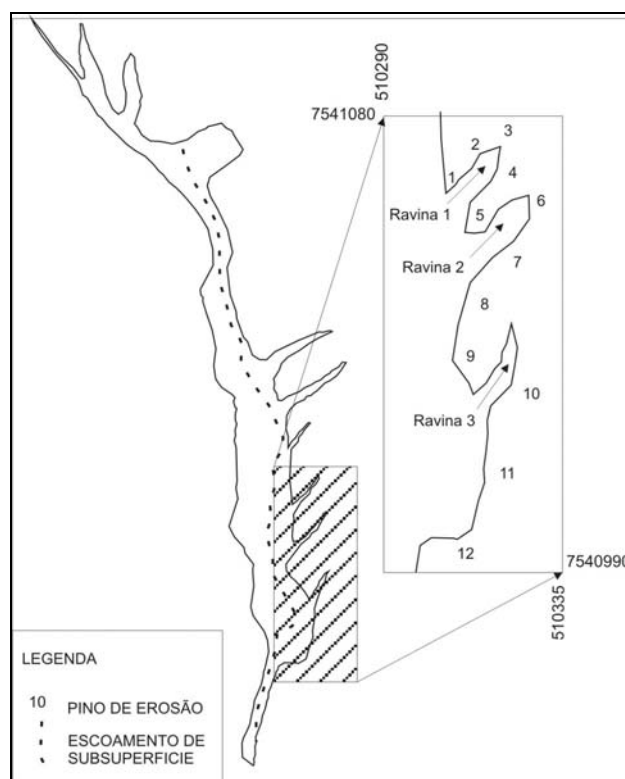 510290
7541080
3
2
4
1
6
Ravina 1
5
Ravina 2
7
8
9
10
Ravina 3
11
12
7540990
510335
LEGENDA
10 PINO DE EROSÃO
ESCOAMENTO DE
SUBSUPERFICIE